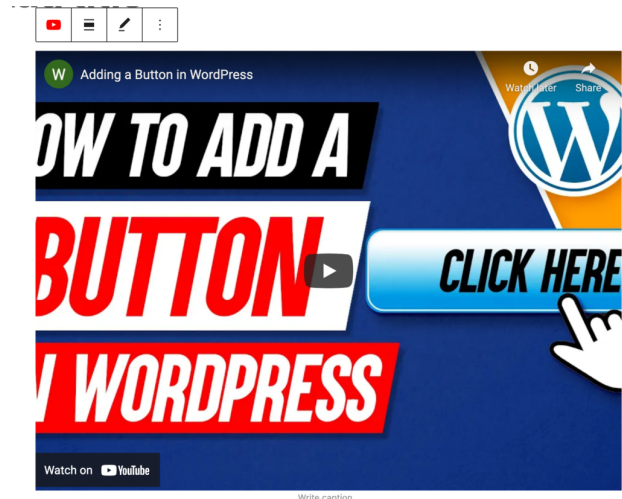 W Adding a Button in WordPress
Watch later Share
OW TO ADD A
BUTTON
CLICK HERE
N WORDPRESS
Watch on YouTube
Write caption